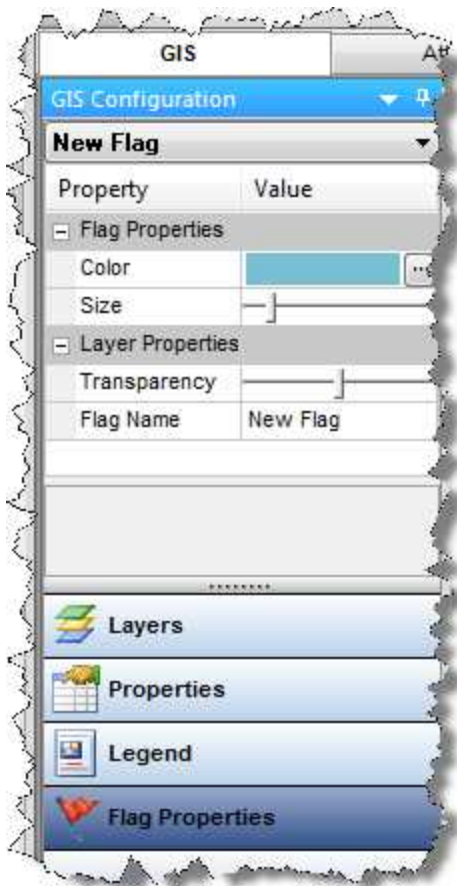 GIS
GIS Configuration
New Flag
Property Value
Flag Properties
Color
Size
Layer Properties
Transparency
Flag Name New Flag
Layers
Properties
Legend
Flag Properties